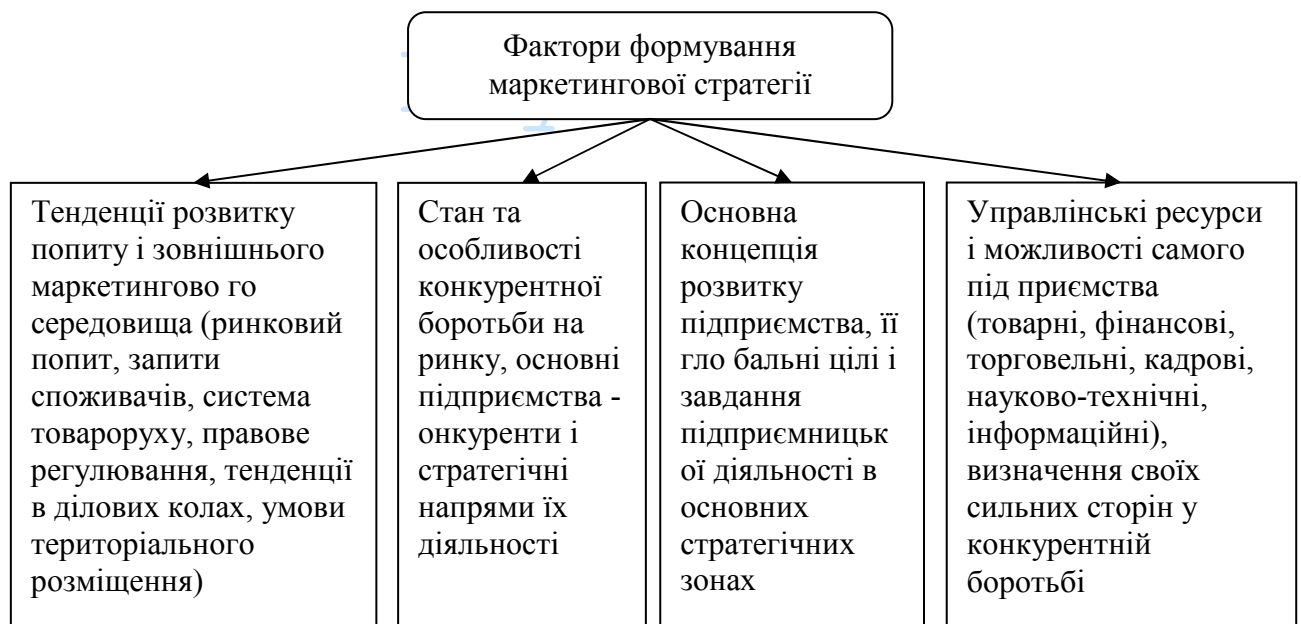 Фактори формування
маркетингової стратегії
Тенденції розвитку
попиту і зовнішнього
маркетингово го
середовища (ринковий
попит, запити
споживачів, система
товароруху, правове
регулювання, тенденції
в ділових колах, умови
територіального
розміщення)
Стан та
особливості
конкурентної
боротьби на
ринку, основні
підприємства -
онкуренти і
стратегічні
напрями їх
діяльності
Основна
концепція
розвитку
підприємства, її
гло бальні цілі і
завдання
підприємницьк
ої діяльності в
основних
стратегічних
зонах
Управлінські ресурси
і можливості самого
під приємства
(товарні, фінансові,
торговельні, кадрові,
науково-технічні,
інформаційні),
визначення своїх
сильних сторін у
конкурентній
боротьбі